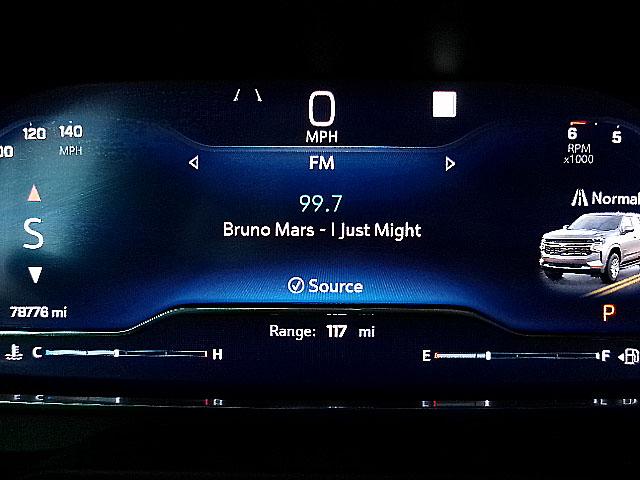 0
MPH
00 120 140
MPH
6 5
RPM
x1000
FM
99.7
Bruno Mars - I Just Might
Source
S
Normal
78776 mi
P
Range: 117 mi
C H
E F